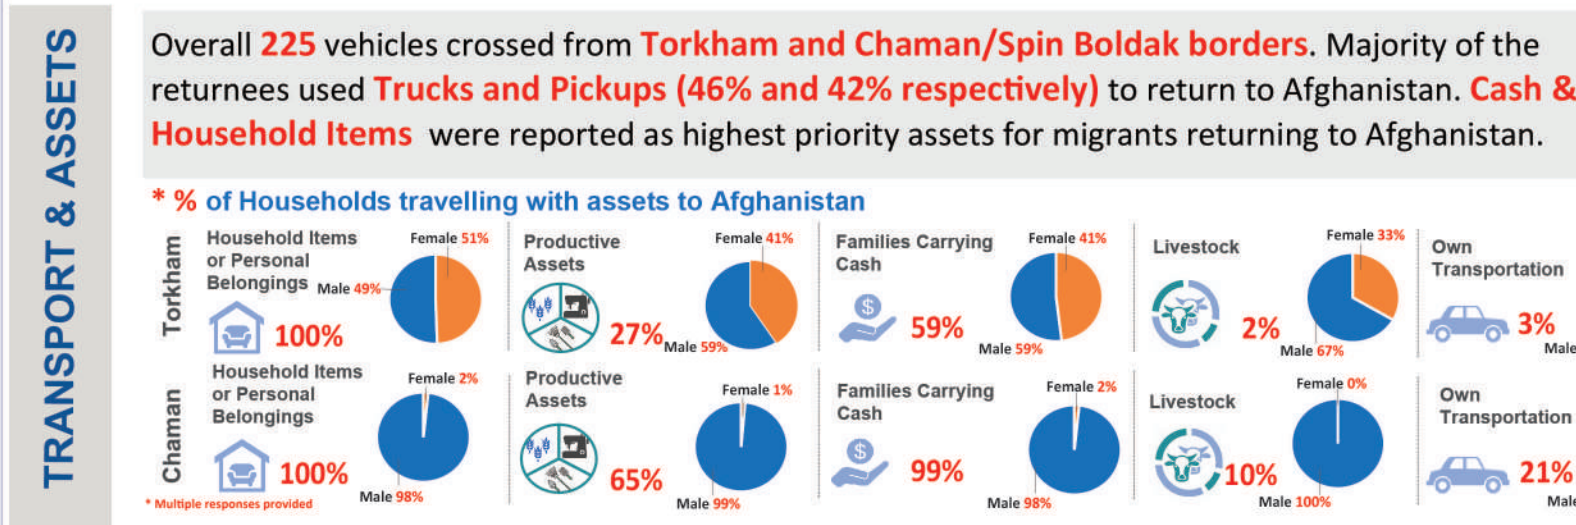 TRANSPORT & ASSETS
Overall 225 vehicles crossed from Torkham and Chaman/Spin Boldak borders. Majority of the
returnees used Trucks and Pickups (46% and 42% respectively) to return to Afghanistan. Cash &
Household Items were reported as highest priority assets for migrants returning to Afghanistan.
* % of Households travelling with assets to Afghanistan
Torkham
Household Items
or Personal
Belongings
100%
Female 51%
Male 49%
Productive
Assets
27%
Female 41%
Male 59%
Families Carrying
Cash
$
59%
Female 41%
Male 59%
Livestock
2%
Female 33%
Male 67%
Own
Transportation
3%
Male
Chaman
Household Items
or Personal
Belongings
100%
Female 2%
Male 98%
Productive
Assets
65%
Female 1%
Male 99%
Families Carrying
Cash
$
99%
Female 2%
Male 98%
Livestock
10%
Female 0%
Male 100%
Own
Transportation
21%
Male
* Multiple responses provided